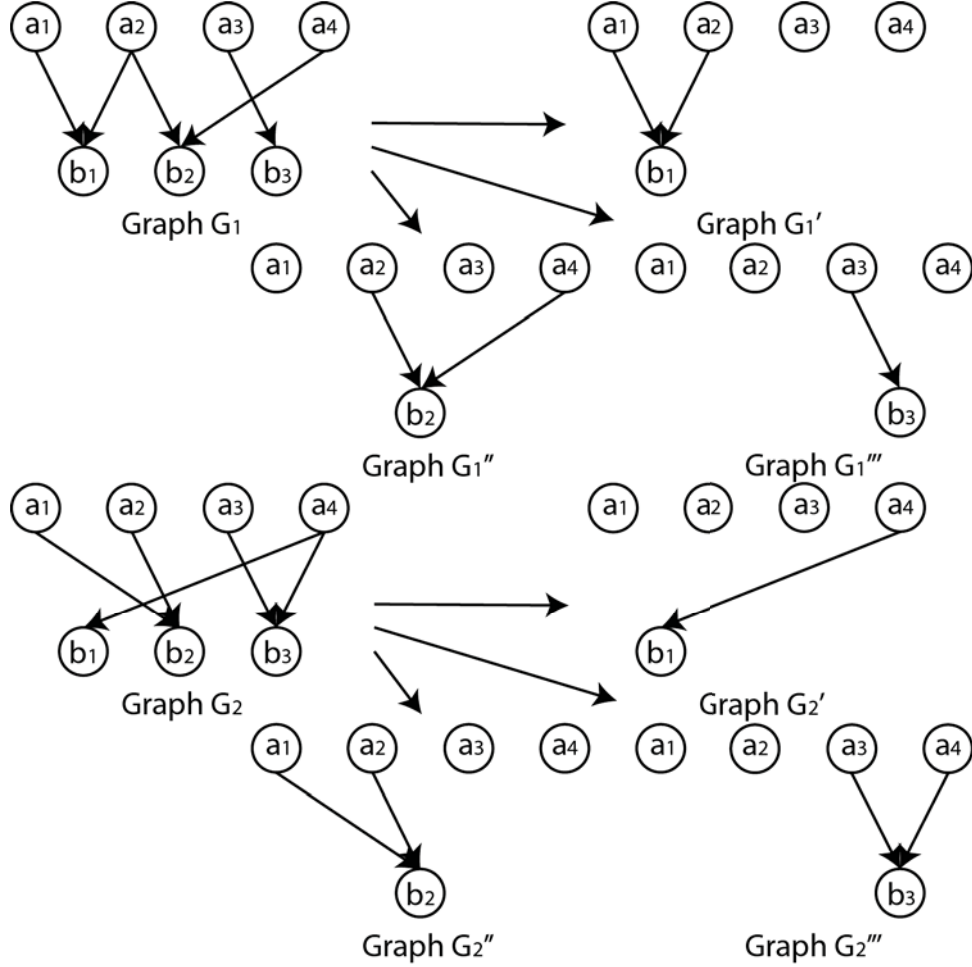 a1 a2 a3 a4 a1 a2 a3 a4
b1 b2 b3 b1
Graph G1 Graph G1′
a1 a2 a3 a4 a1 a2 a3 a4
b2 b3
Graph G1″ Graph G1‴
a1 a2 a3 a4 a1 a2 a3 a4
b1 b2 b3 b1
Graph G2 Graph G2′
a1 a2 a3 a4 a1 a2 a3 a4
b2 b3
Graph G2″ Graph G2‴